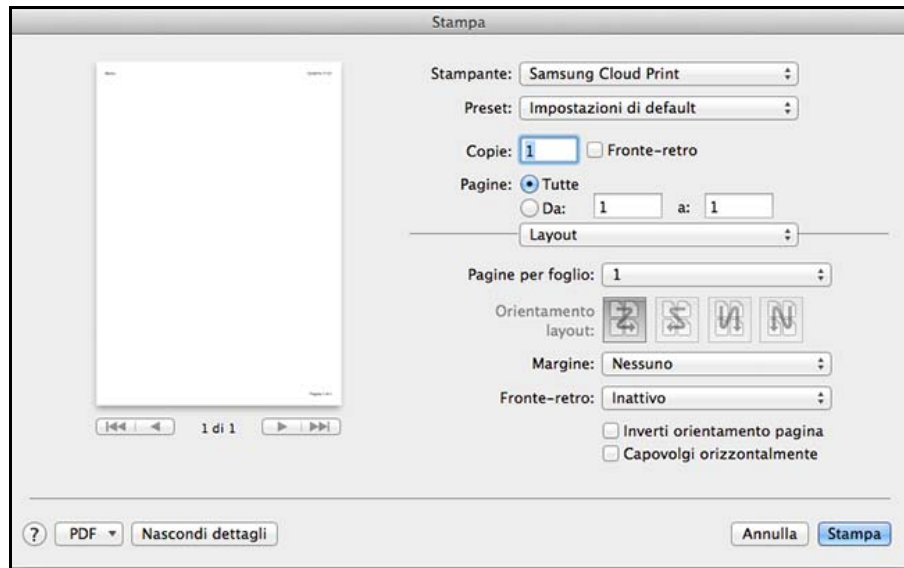 Stampa
Stampante: Samsung Cloud Print
Preset: Impostazioni di default
Copie: 1 Fronte-retro
Pagine: Tutte
Da: 1 a: 1
Layout
Pagine per foglio: 1
Orientamento
layout:
Margine: Nessuno
Fronte-retro: Inattivo
Inverti orientamento pagina
Capovolgi orizzontalmente
1 di 1
? PDF Nascondi dettagli Annulla Stampa